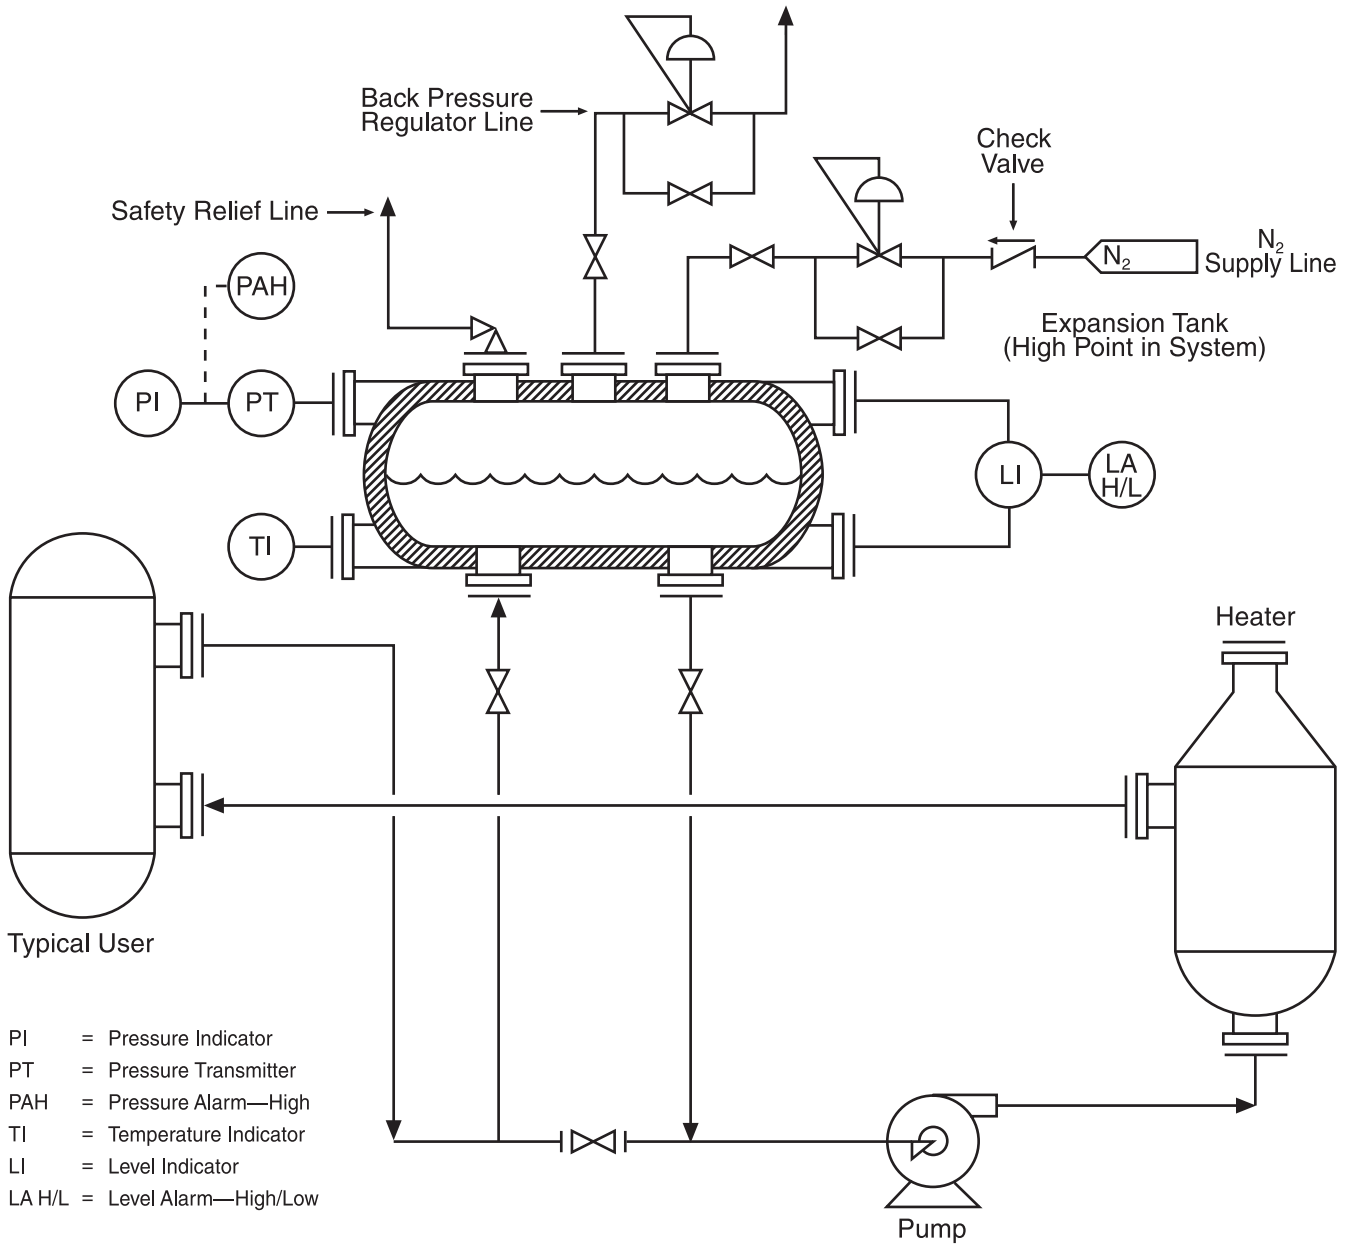 Back Pressure
Regulator Line
Check
Valve
Safety Relief Line
N2
N2
Supply Line
PAH
Expansion Tank
(High Point in System)
PI
PT
LI
LA
H/L
TI
Heater
Typical User
PI = Pressure Indicator
PT = Pressure Transmitter
PAH = Pressure Alarm—High
TI = Temperature Indicator
LI = Level Indicator
LA H/L = Level Alarm—High/Low
Pump